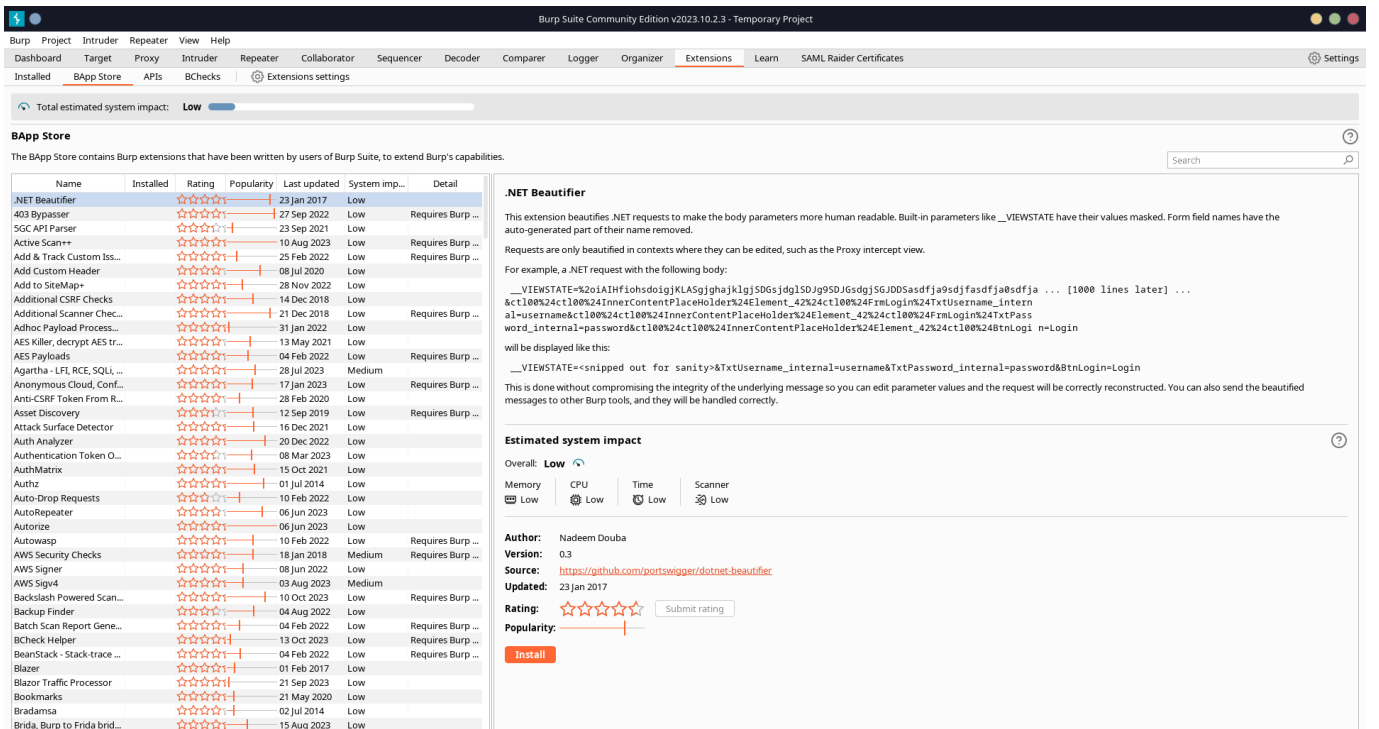 Burp Suite Community Edition v2023.10.2.3 - Temporary Project
Burp Project Intruder Repeater View Help
Dashboard Target Proxy Intruder Repeater Collaborator Sequencer Decoder Comparer Logger Organizer Extensions Learn SAML Raider Certificates Settings
Installed BApp Store APIs BChecks Extensions settings
Total estimated system impact: Low
BApp Store
The BApp Store contains Burp extensions that have been written by users of Burp Suite, to extend Burp's capabilities.
Search
Name Installed Rating Popularity Last updated System imp... Detail
.NET Beautifier 23 Jan 2017 Low
403 Bypasser 27 Sep 2022 Low Requires Burp ...
5GC API Parser 23 Sep 2021 Low
Active Scan++ 10 Aug 2023 Low Requires Burp ...
Add & Track Custom Iss... 25 Feb 2022 Low Requires Burp ...
Add Custom Header 08 Jul 2020 Low
Add to SiteMap+ 28 Nov 2022 Low
Additional CSRF Checks 14 Dec 2018 Low
Additional Scanner Chec... 21 Dec 2018 Low Requires Burp ...
Adhoc Payload Process... 31 Jan 2022 Low
AES Killer, decrypt AES tr... 13 May 2021 Low
AES Payloads 04 Feb 2022 Low Requires Burp ...
Agartha - LFI, RCE, SQLi, ... 28 Jul 2023 Medium
Anonymous Cloud, Conf... 17 Jan 2023 Low Requires Burp ...
Anti-CSRF Token From R... 28 Feb 2020 Low
Asset Discovery 12 Sep 2019 Low Requires Burp ...
Attack Surface Detector 16 Dec 2021 Low
Auth Analyzer 20 Dec 2022 Low
Authentication Token O... 08 Mar 2023 Low
AuthMatrix 15 Oct 2021 Low
Authz 01 Jul 2014 Low
Auto-Drop Requests 10 Feb 2022 Low
AutoRepeater 06 Jun 2023 Low
Autorize 06 Jun 2023 Low
Autowasp 10 Feb 2022 Low Requires Burp ...
AWS Security Checks 18 Jan 2018 Medium Requires Burp ...
AWS Signer 08 Jun 2022 Low
AWS Sigv4 03 Aug 2023 Medium
Backslash Powered Scan... 10 Oct 2023 Low Requires Burp ...
Backup Finder 04 Aug 2022 Low
Batch Scan Report Gene... 04 Feb 2022 Low Requires Burp ...
BCheck Helper 13 Oct 2023 Low Requires Burp ...
BeanStack - Stack-trace ... 04 Feb 2022 Low Requires Burp ...
Blazer 01 Feb 2017 Low
Blazor Traffic Processor 21 Sep 2023 Low
Bookmarks 21 May 2020 Low
Bradamsa 02 Jul 2014 Low
Brida, Burp to Frida brid... 15 Aug 2023 Low
.NET Beautifier
This extension beautifies .NET requests to make the body parameters more human readable. Built-in parameters like __VIEWSTATE have their values masked. Form field names have the
auto-generated part of their name removed.
Requests are only beautified in contexts where they can be edited, such as the Proxy intercept view.
For example, a .NET request with the following body:
__VIEWSTATE=%2oiAIHfiohsdoigjKLASgjghajklgjSDGsjdglSDJg9SDJGsdgjSGJDDSasdfja9sdjfasdfja0sdfja ... [1000 lines later] ...
&ctl00%24ctl00%24InnerContentPlaceHolder%24Element_42%24ctl00%24FrmLogin%24TxtUsername_intern
al=username&ctl00%24ctl00%24InnerContentPlaceHolder%24Element_42%24ctl00%24FrmLogin%24TxtPass
word_internal=password&ctl00%24ctl00%24InnerContentPlaceHolder%24Element_42%24ctl00%24BtnLogi n=Login
will be displayed like this:
__VIEWSTATE=<snipped out for sanity>&TxtUsername_internal=username&TxtPassword_internal=password&BtnLogin=Login
This is done without compromising the integrity of the underlying message so you can edit parameter values and the request will be correctly reconstructed. You can also send the beautified
messages to other Burp tools, and they will be handled correctly.
Estimated system impact
Overall: Low
Memory CPU Time Scanner
Low Low Low Low
Author: Nadeem Douba
Version: 0.3
Source: https://github.com/portswigger/dotnet-beautifier
Updated: 23 Jan 2017
Rating: Submit rating
Popularity:
Install